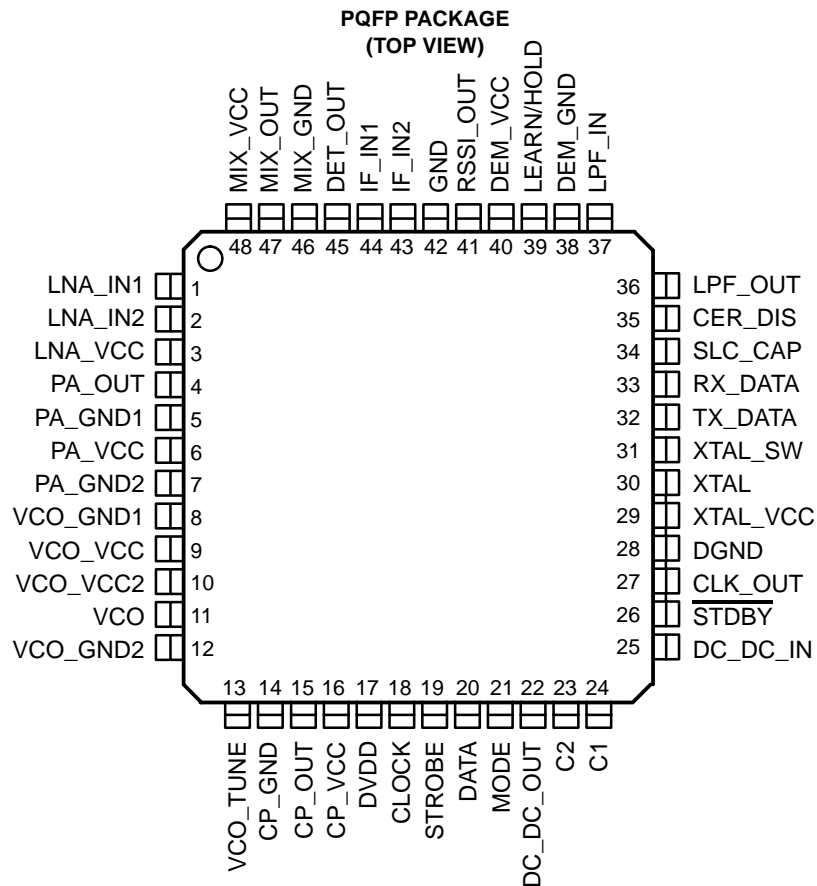 PQFP PACKAGE
(TOP VIEW)
MIX_VCC
MIX_OUT
MIX_GND
DET_OUT
IF_IN1
IF_IN2
GND
RSSI_OUT
DEM_VCC
LEARN/HOLD
DEM_GND
LPF_IN
48 47 46 45 44 43 42 41 40 39 38 37
LNA_IN1 1
LNA_IN2 2
LNA_VCC 3
PA_OUT 4
PA_GND1 5
PA_VCC 6
PA_GND2 7
VCO_GND1 8
VCO_VCC 9
VCO_VCC2 10
VCO 11
VCO_GND2 12
36 LPF_OUT
35 CER_DIS
34 SLC_CAP
33 RX_DATA
32 TX_DATA
31 XTAL_SW
30 XTAL
29 XTAL_VCC
28 DGND
27 CLK_OUT
26 STDBY
25 DC_DC_IN
13 14 15 16 17 18 19 20 21 22 23 24
VCO_TUNE
CP_GND
CP_OUT
CP_VCC
DVDD
CLOCK
STROBE
DATA
MODE
DC_DC_OUT
C2
C1